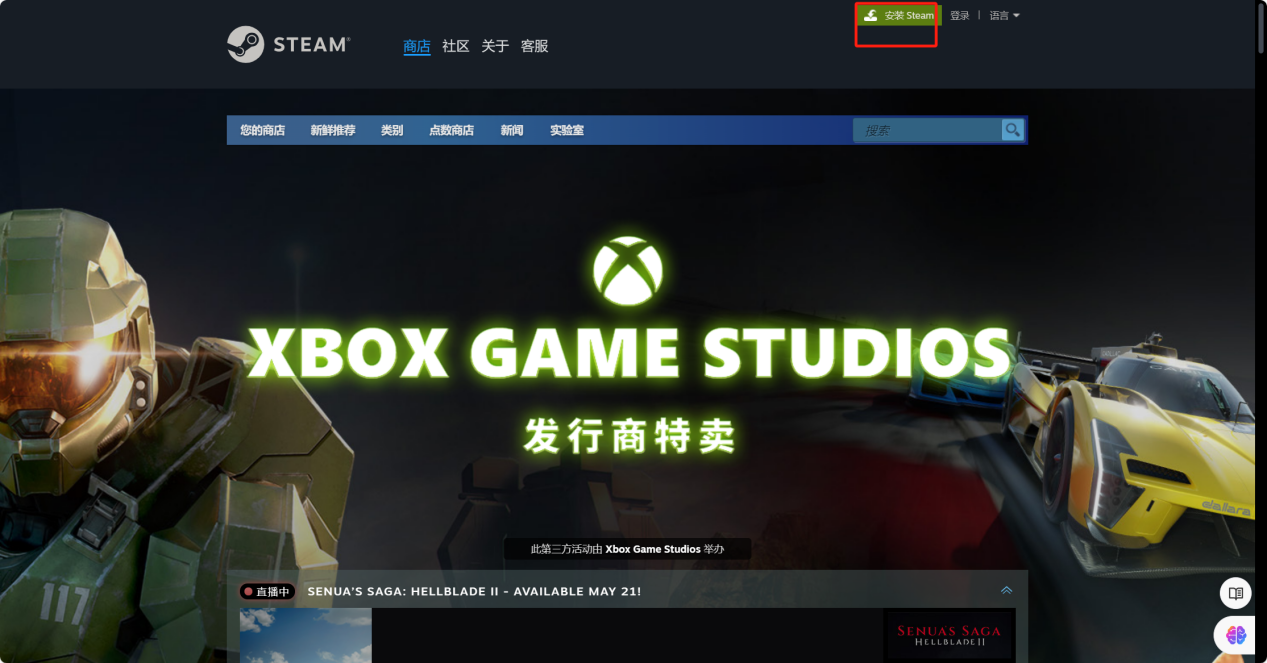 安装 Steam
登录 | 语言
STEAM®
商店 社区 关于 客服
您的商店 新鲜推荐 类别 点数商店 新闻 实验室 搜索
XBOX GAME STUDIOS
发行商特卖
此第三方活动由 Xbox Game Studios 举办
直播中 SENUA'S SAGA: HELLBLADE II - AVAILABLE MAY 21!
SENUA'S SAGA
HELLBLADE II
117